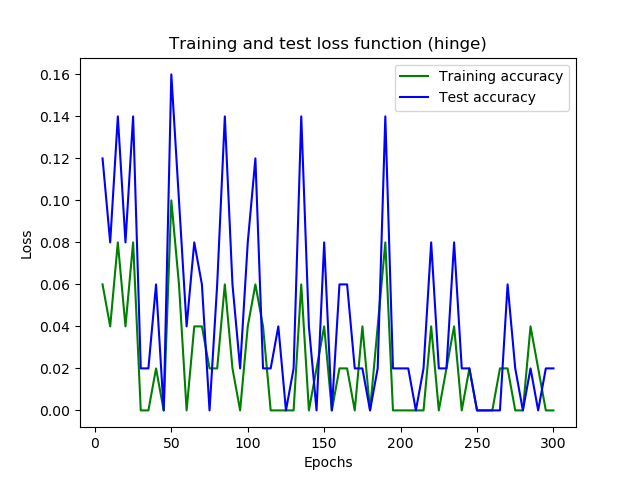 Training and test loss function (hinge)
Training accuracy
Test accuracy
Loss
0.16
0.14
0.12
0.10
0.08
0.06
0.04
0.02
0.00
0 50 100 150 200 250 300
Epochs